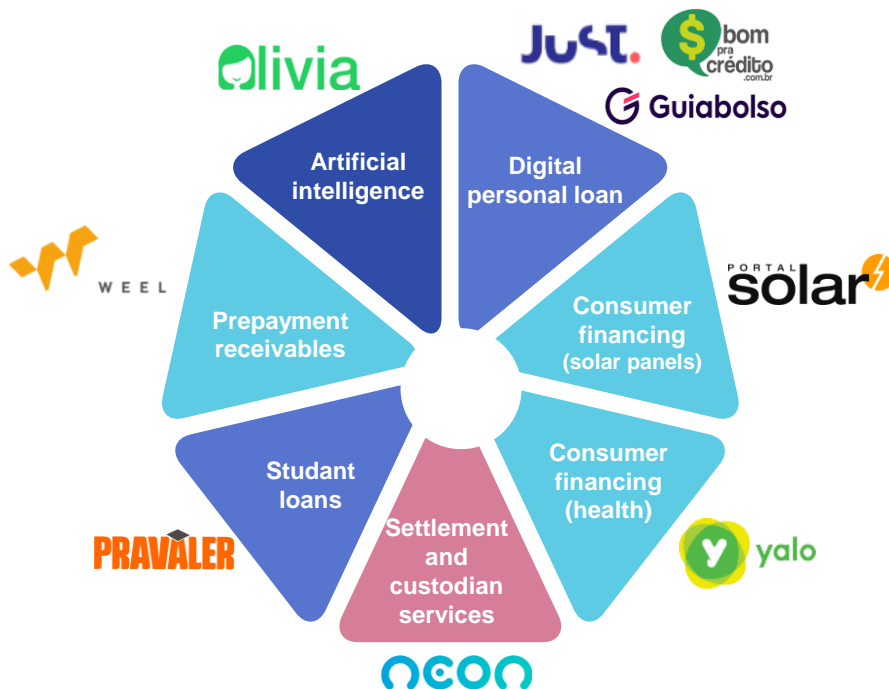 Olivia
Just.
bom
pra
crédito
.com.br
Guiabolso
Artificial
intelligence
Digital
personal loan
WEEL
PORTAL
solar
Prepayment
receivables
Consumer
financing
(solar panels)
Studant
loans
Consumer
financing
(health)
PRAVALER
Settlement
and
custodian
services
y
yalo
neon